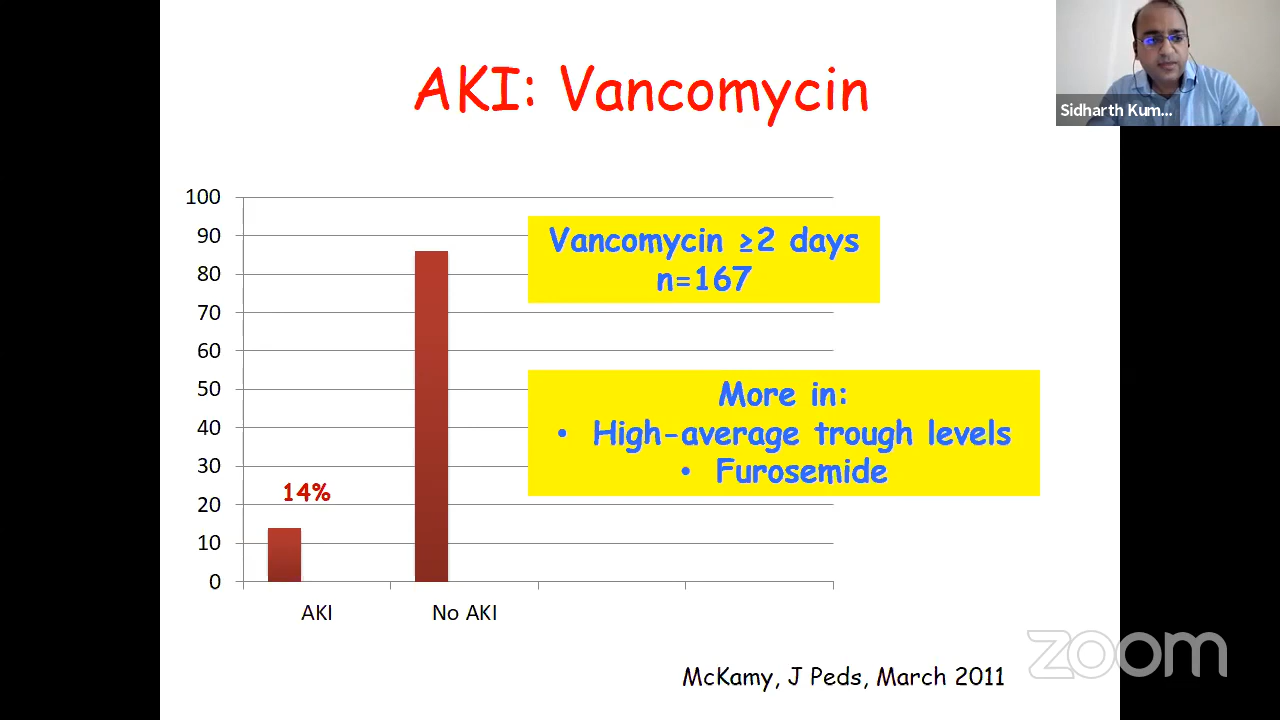 AKI: Vancomycin
Sidharth Kum...
100
90
80
70
60
50
40
30
20
10
0
14%
Vancomycin ≥2 days
n=167
More in:
• High-average trough levels
• Furosemide
AKI
No AKI
McKamy, J Peds, March 2011
zoom